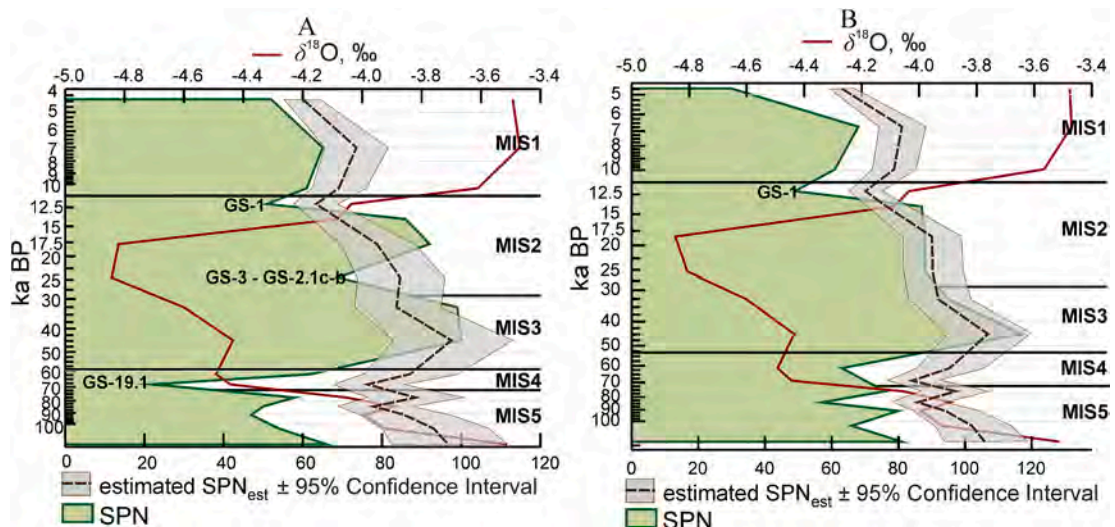 A
δ18O, ‰
-5.0 -4.8 -4.6 -4.4 -4.2 -4.0 -3.8 -3.6 -3.4
4
5
7
8
9
10
12.5
15
17.5
20
25
30
40
50
60
70
80
90
100
ka BP
MIS1
GS-1
MIS2
GS-3 - GS-2.1c-b
MIS3
GS-19.1
MIS4
MIS5
0 20 40 60 80 100 120
estimated SPNest ± 95% Confidence Interval
SPN
B
δ18O, ‰
-5.0 -4.8 -4.6 -4.4 -4.2 -4.0 -3.8 -3.6 -3.4
5
6
7
8
9
10
12.5
15
17.5
20
25
30
40
50
60
70
80
100
ka BP
MIS1
GS-1
MIS2
MIS3
MIS4
MIS5
0 20 40 60 80 100 120
estimated SPNest ± 95% Confidence Interval
SPN